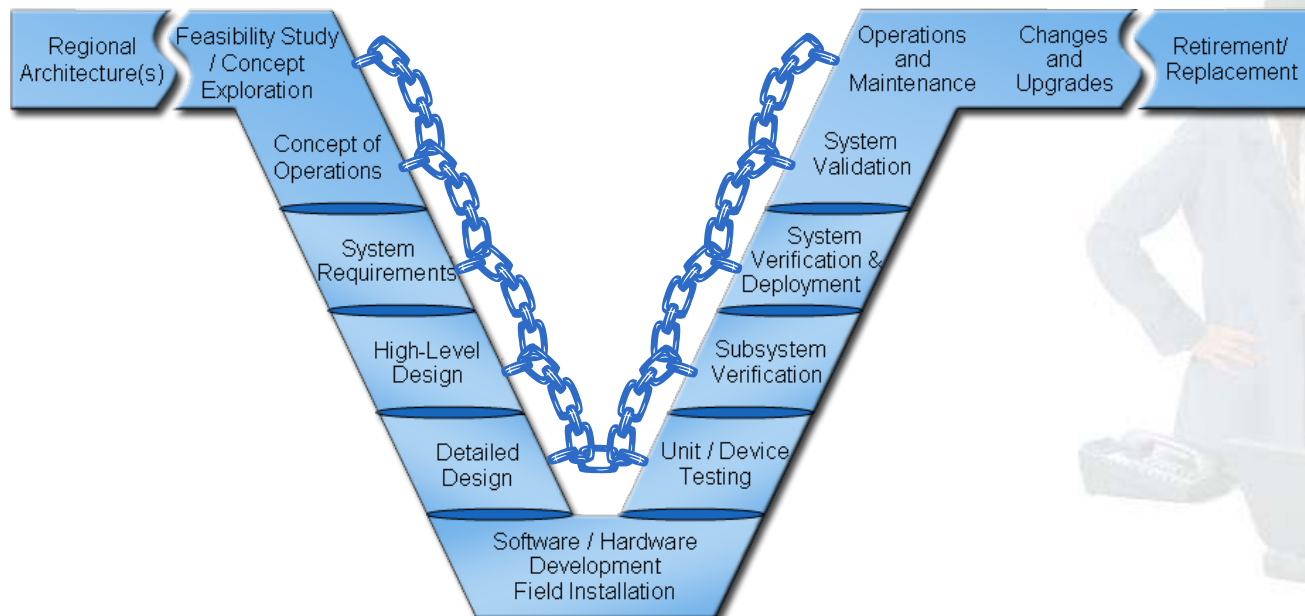 Regional
Architecture(s)
Feasibility Study
/ Concept
Exploration
Concept of
Operations
System
Requirements
High-Level
Design
Detailed
Design
Software / Hardware
Development
Field Installation
Unit / Device
Testing
Subsystem
Verification
System
Verification &
Deployment
System
Validation
Operations
and
Maintenance
Changes
and
Upgrades
Retirement/
Replacement